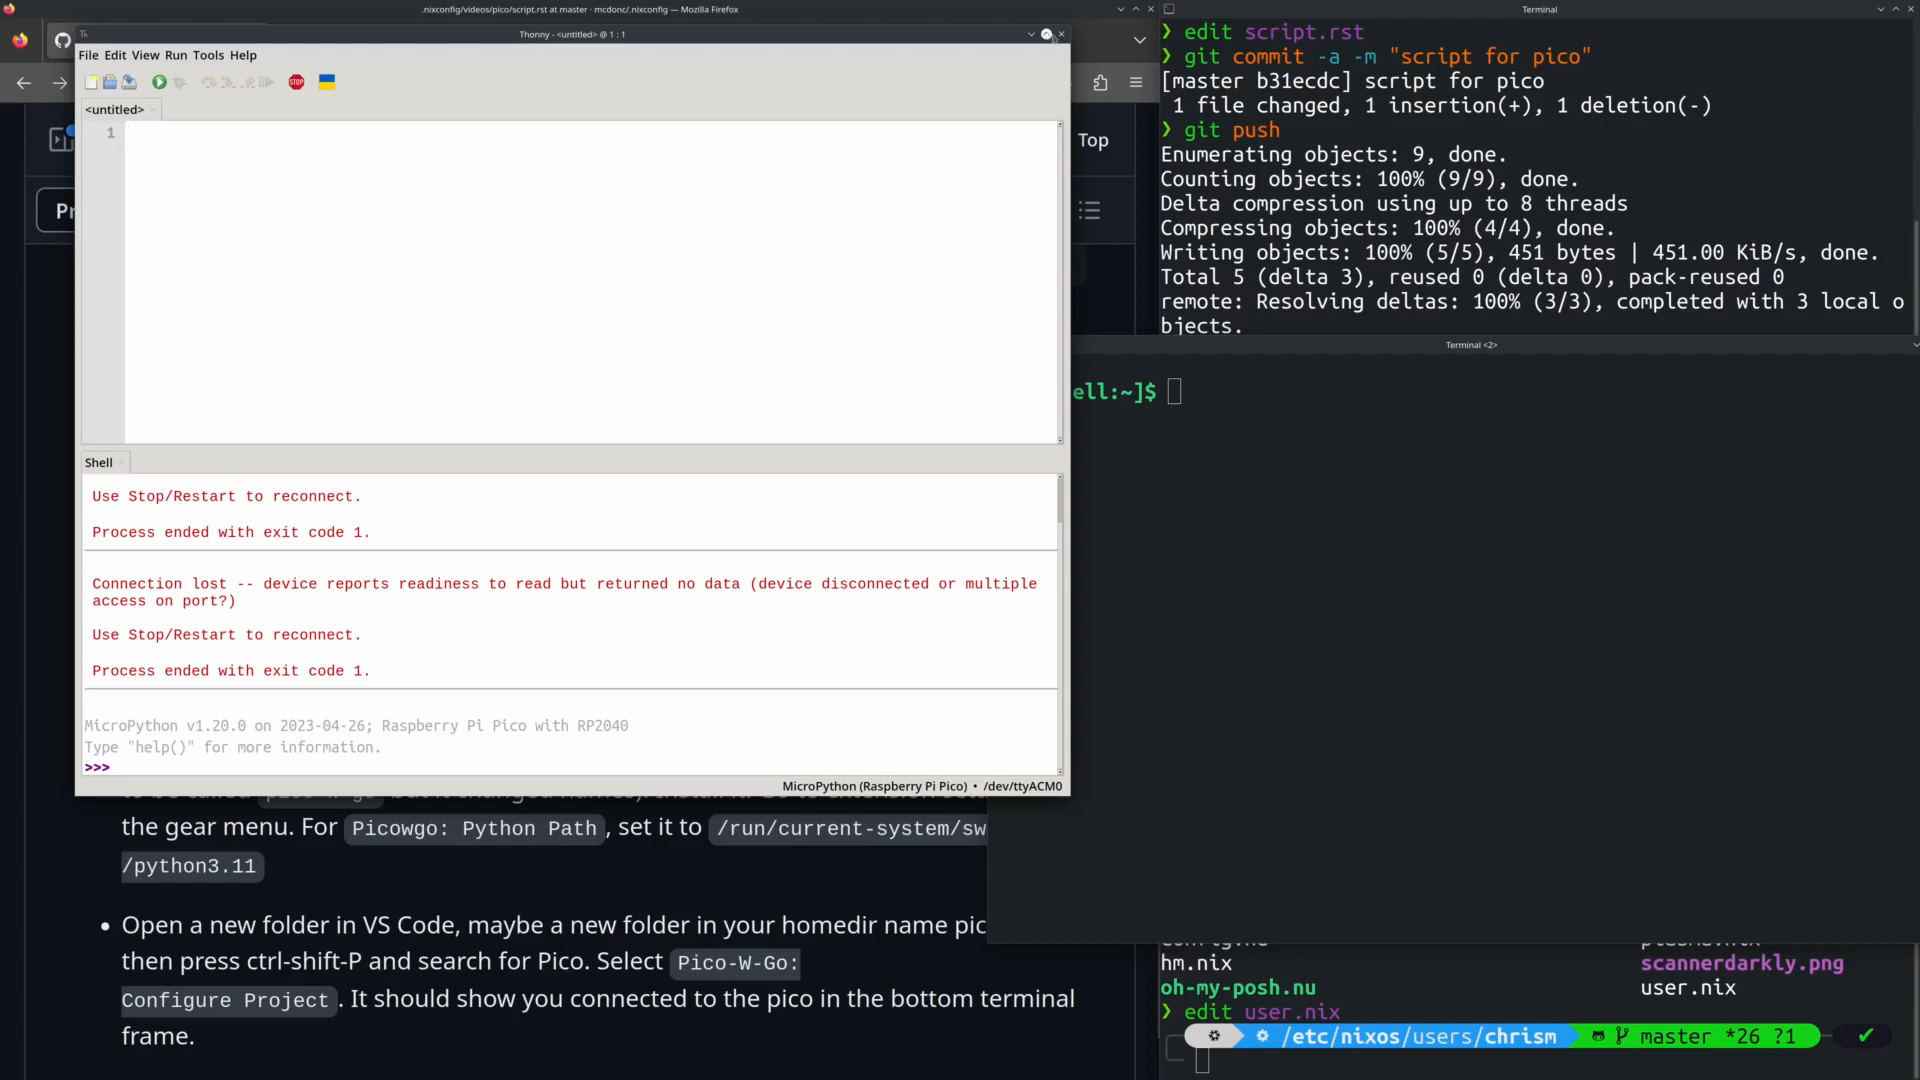 .nixconfig/videos/pico/script.rst at master · mcdonc/.nixconfig — Mozilla Firefox
Thonny - <untitled> @ 1 : 1
File Edit View Run Tools Help
STOP
<untitled>
1
Top
Pr
Shell
Use Stop/Restart to reconnect.
Process ended with exit code 1.
Connection lost -- device reports readiness to read but returned no data (device disconnected or multiple
access on port?)
Use Stop/Restart to reconnect.
Process ended with exit code 1.
MicroPython v1.20.0 on 2023-04-26; Raspberry Pi Pico with RP2040
Type "help()" for more information.
>>>
MicroPython (Raspberry Pi Pico) • /dev/ttyACM0
the gear menu. For Picowgo: Python Path, set it to /run/current-system/sw
/python3.11
• Open a new folder in VS Code, maybe a new folder in your homedir name pic
then press ctrl-shift-P and search for Pico. Select Pico-W-Go:
Configure Project. It should show you connected to the pico in the bottom terminal
frame.
Terminal
❯ edit script.rst
❯ git commit -a -m "script for pico"
[master b31ecdc] script for pico
1 file changed, 1 insertion(+), 1 deletion(-)
❯ git push
Enumerating objects: 9, done.
Counting objects: 100% (9/9), done.
Delta compression using up to 8 threads
Compressing objects: 100% (4/4), done.
Writing objects: 100% (5/5), 451 bytes | 451.00 KiB/s, done.
Total 5 (delta 3), reused 0 (delta 0), pack-reused 0
remote: Resolving deltas: 100% (3/3), completed with 3 local o
bjects.
Terminal <2>
ell:~]$
hm.nix scannerdarkly.png
oh-my-posh.nu user.nix
❯ edit user.nix
/etc/nixos/users/chrism master *26 ?1 ✔